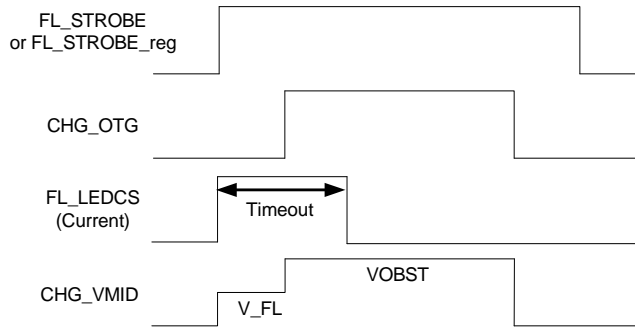 FL_STROBE
or FL_STROBE_reg
CHG_OTG
FL_LEDCS
(Current)
Timeout
CHG_VMID
V_FL
VOBST